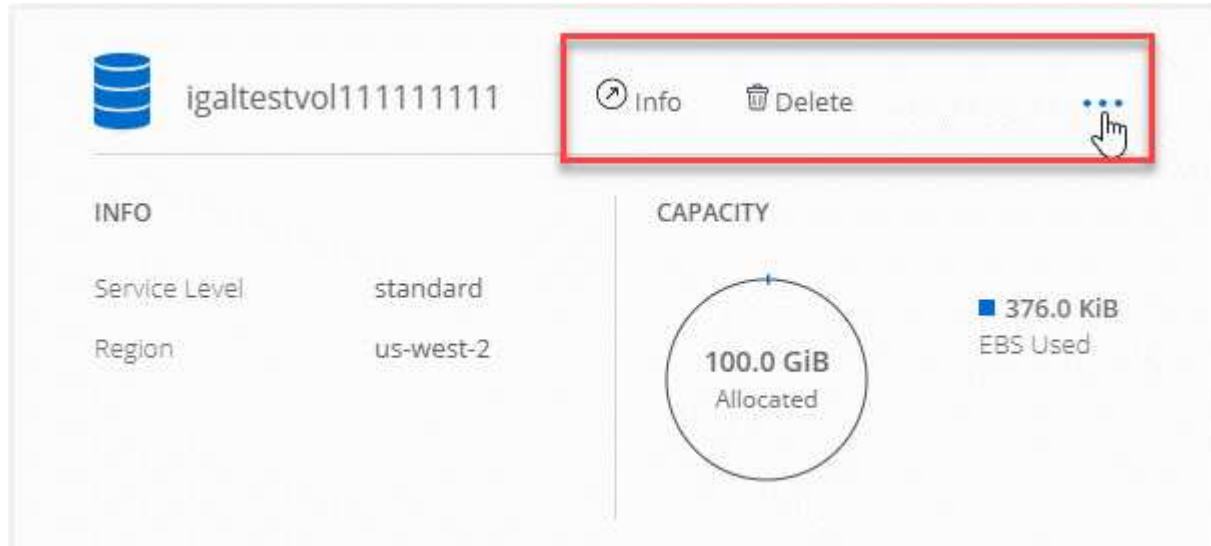 igaltestvol111111111
Info
Delete
INFO
Service Level standard
Region us-west-2
CAPACITY
100.0 GiB
Allocated
376.0 KiB
EBS Used